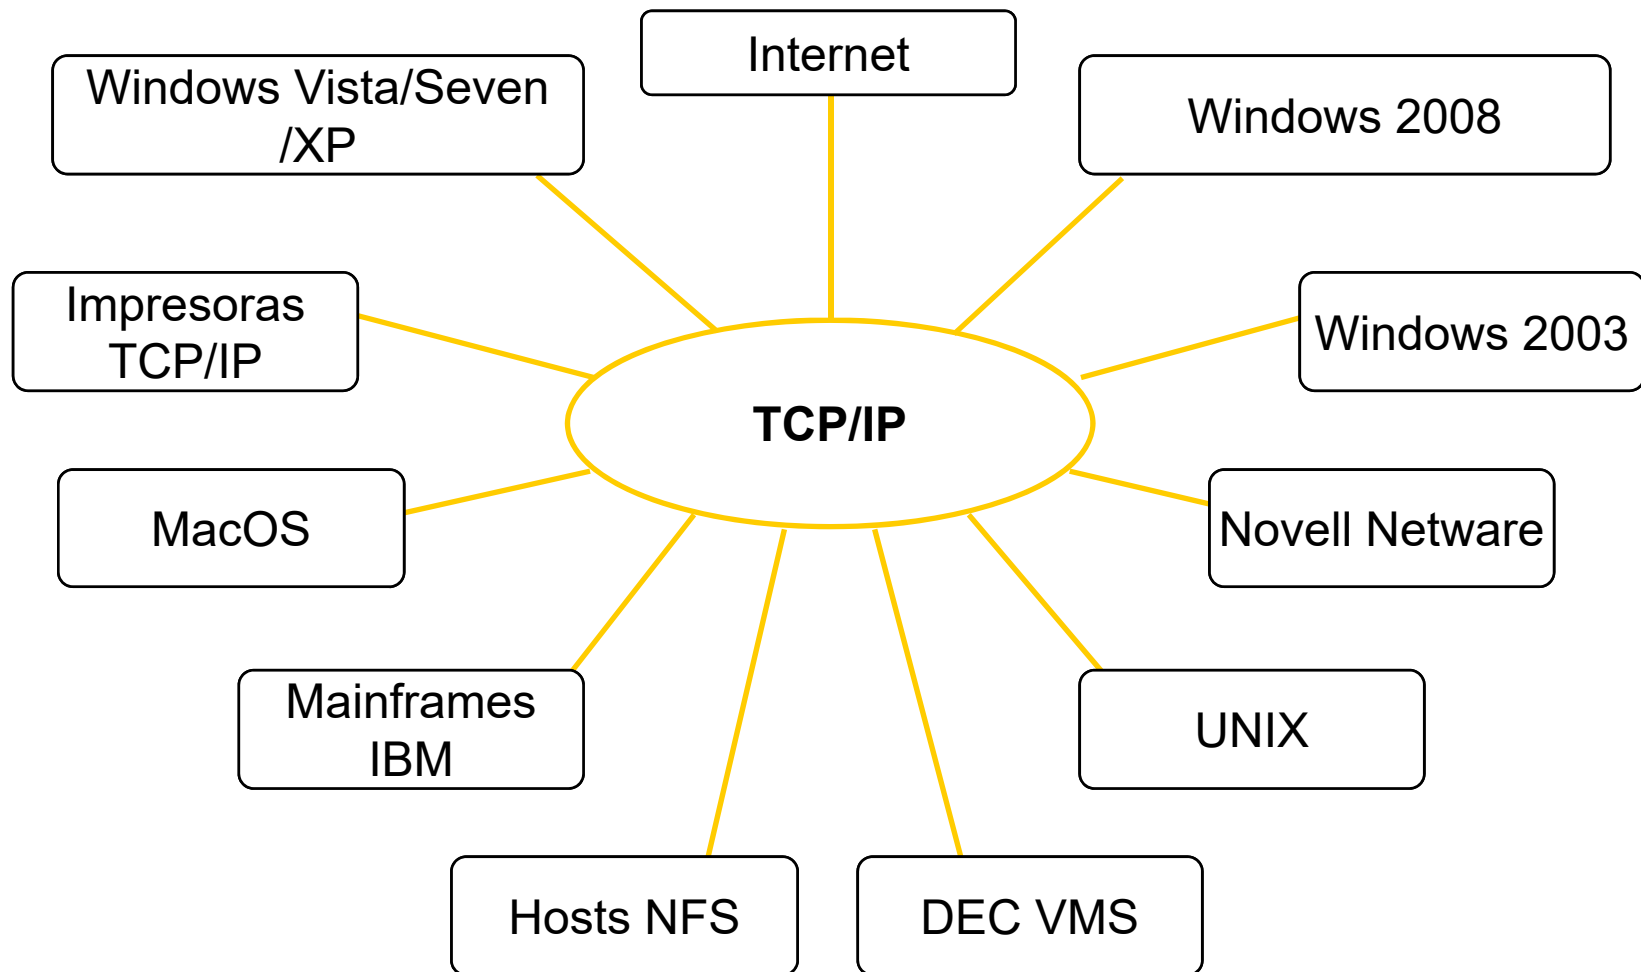 Internet
Windows Vista/Seven
/XP
Windows 2008
Impresoras
TCP/IP
Windows 2003
TCP/IP
MacOS
Novell Netware
Mainframes
IBM
UNIX
Hosts NFS
DEC VMS